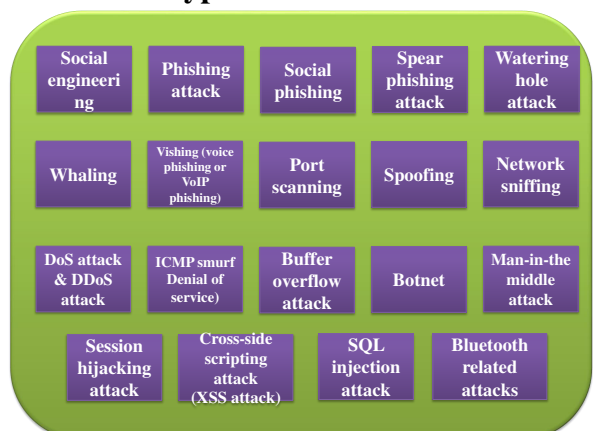 Social
engineeri
ng
Phishing
attack
Social
phishing
Spear
phishing
attack
Watering
hole
attack
Whaling
Vishing (voice
phishing or
VoIP
phishing)
Port
scanning
Spoofing
Network
sniffing
DoS attack
& DDoS
attack
ICMP smurf
Denial of
service)
Buffer
overflow
attack
Botnet
Man-in-the
middle
attack
Session
hijacking
attack
Cross-side
scripting
attack
(XSS attack)
SQL
injection
attack
Bluetooth
related
attacks